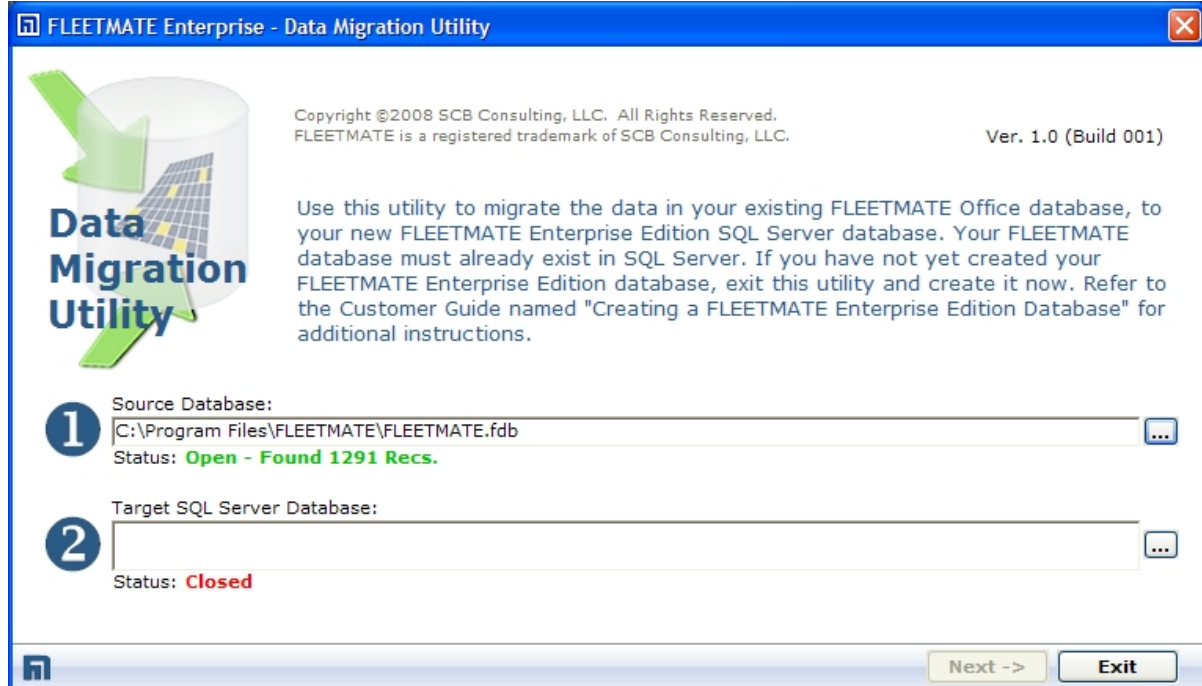 FLEETMATE Enterprise - Data Migration Utility
Copyright ©2008 SCB Consulting, LLC.  All Rights Reserved.
FLEETMATE is a registered trademark of SCB Consulting, LLC.
Ver. 1.0 (Build 001)
Data
Migration
Utility
Use this utility to migrate the data in your existing FLEETMATE Office database, to
your new FLEETMATE Enterprise Edition SQL Server database. Your FLEETMATE
database must already exist in SQL Server. If you have not yet created your
FLEETMATE Enterprise Edition database, exit this utility and create it now. Refer to
the Customer Guide named "Creating a FLEETMATE Enterprise Edition Database" for
additional instructions.
1
Source Database:
C:\Program Files\FLEETMATE\FLEETMATE.fdb
...
Status: Open - Found 1291 Recs.
2
Target SQL Server Database:
...
Status: Closed
Next ->
Exit